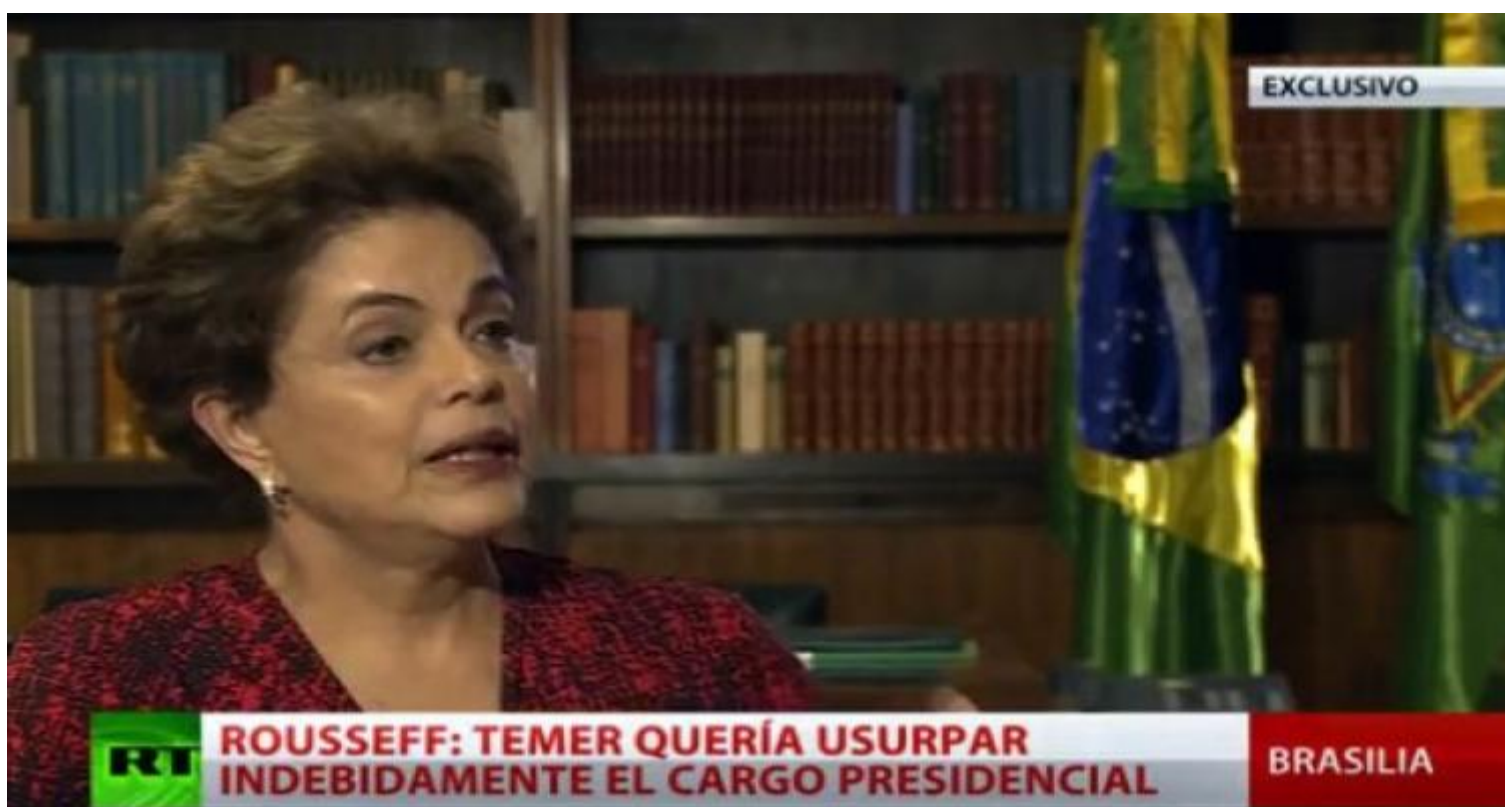 EXCLUSIVO
RT
ROUSSEFF: TEMER QUERÍA USURPAR
INDEBIDAMENTE EL CARGO PRESIDENCIAL
BRASILIA